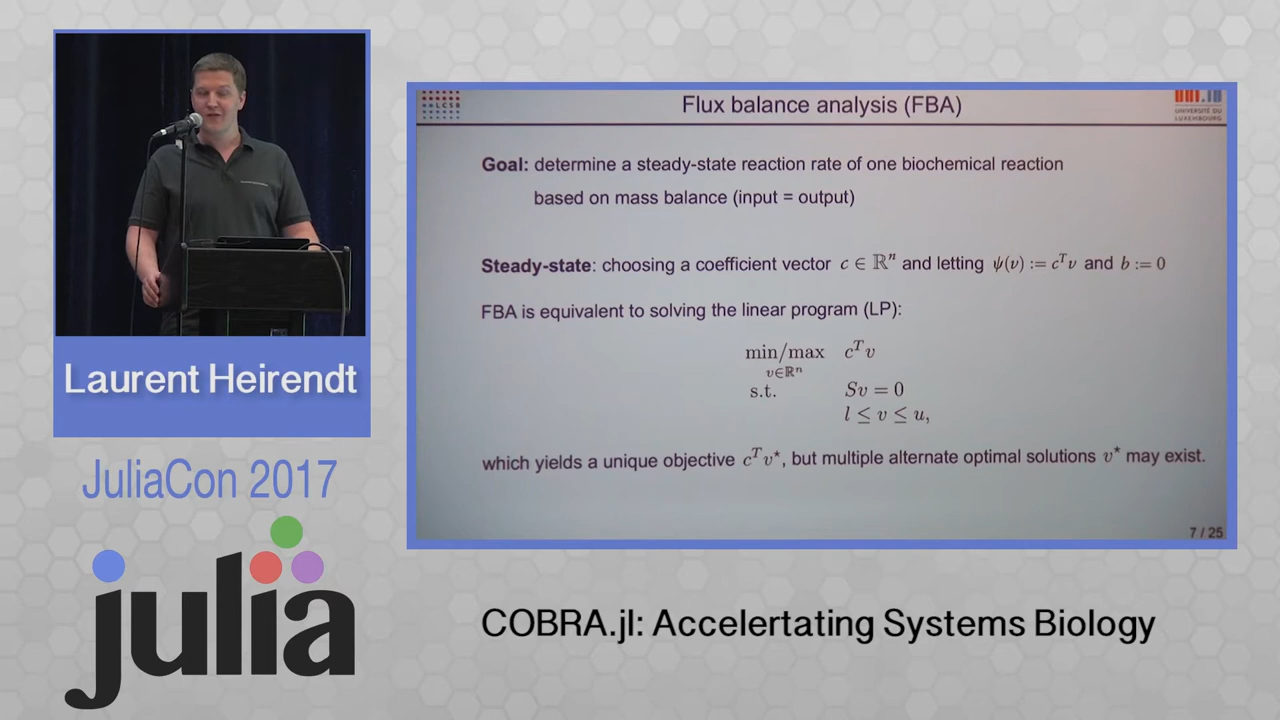 Laurent Heirendt
JuliaCon 2017
julia
LCSB
Flux balance analysis (FBA)
UNIVERSITÉ DU
LUXEMBOURG
Goal: determine a steady-state reaction rate of one biochemical reaction
based on mass balance (input = output)
Steady-state: choosing a coefficient vector c ∈ ℝⁿ and letting ψ(v) := cᵀv and b := 0
FBA is equivalent to solving the linear program (LP):
min/max cᵀv
v∈ℝⁿ
s.t. Sv = 0
l ≤ v ≤ u,
which yields a unique objective cᵀv*, but multiple alternate optimal solutions v* may exist.
7 / 25
COBRA.jl: Accelertating Systems Biology